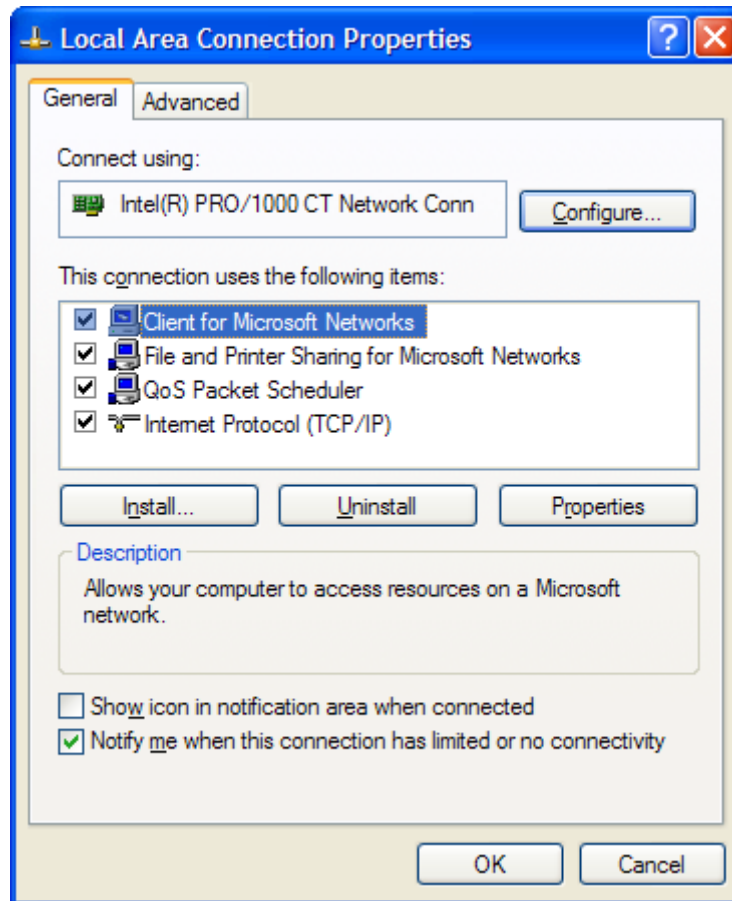 Local Area Connection Properties
General
Advanced
Connect using:
Intel(R) PRO/1000 CT Network Conn
Configure...
This connection uses the following items:
Client for Microsoft Networks
File and Printer Sharing for Microsoft Networks
QoS Packet Scheduler
Internet Protocol (TCP/IP)
Install...
Uninstall
Properties
Description
Allows your computer to access resources on a Microsoft
network.
Show icon in notification area when connected
Notify me when this connection has limited or no connectivity
OK
Cancel